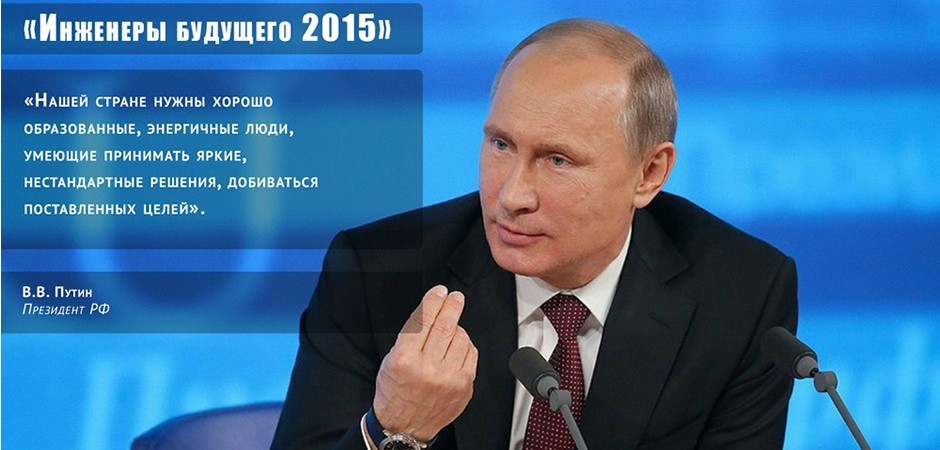 «Инженеры будущего 2015»
«Нашей стране нужны хорошо
образованные, энергичные люди,
умеющие принимать яркие,
нестандартные решения, добиваться
поставленных целей».
В.В. Путин
Президент РФ